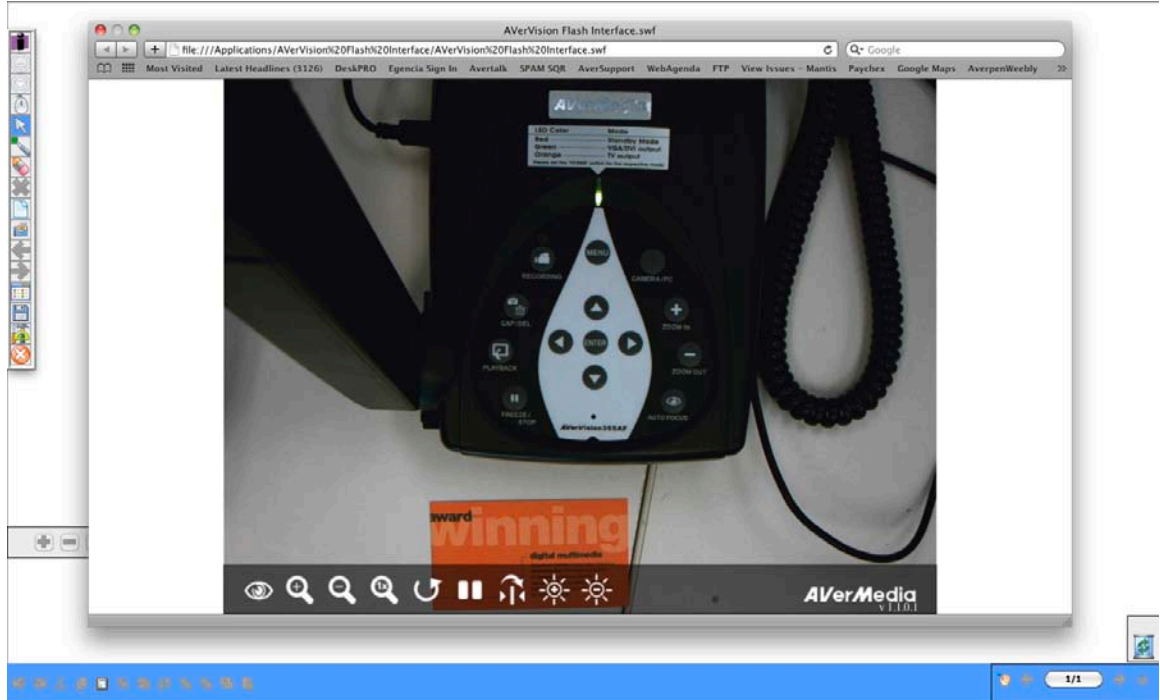 AVerVision Flash Interface.swf
file:///Applications/AVerVision%20Flash%20Interface/AVerVision%20Flash%20Interface.swf
Google
Most Visited Latest Headlines (3126) DeskPRO Egencia Sign In Avertalk SPAM SQR AverSupport WebAgenda FTP View Issues – Mantis Paychex Google Maps AverpenWeebly
AVerMedia
LED Color Mode
Red Standby Mode
Green VGA/DVI output
Orange TV output
MENU
RECORDING
CAMERA/PC
CAP/DEL
ZOOM IN
ENTER
PLAYBACK
ZOOM OUT
FREEZE/
STOP
AUTO FOCUS
AVerVision355AF
award
winning
digital multimedia
1x
AVerMedia
v 1.1.0.1
1/1